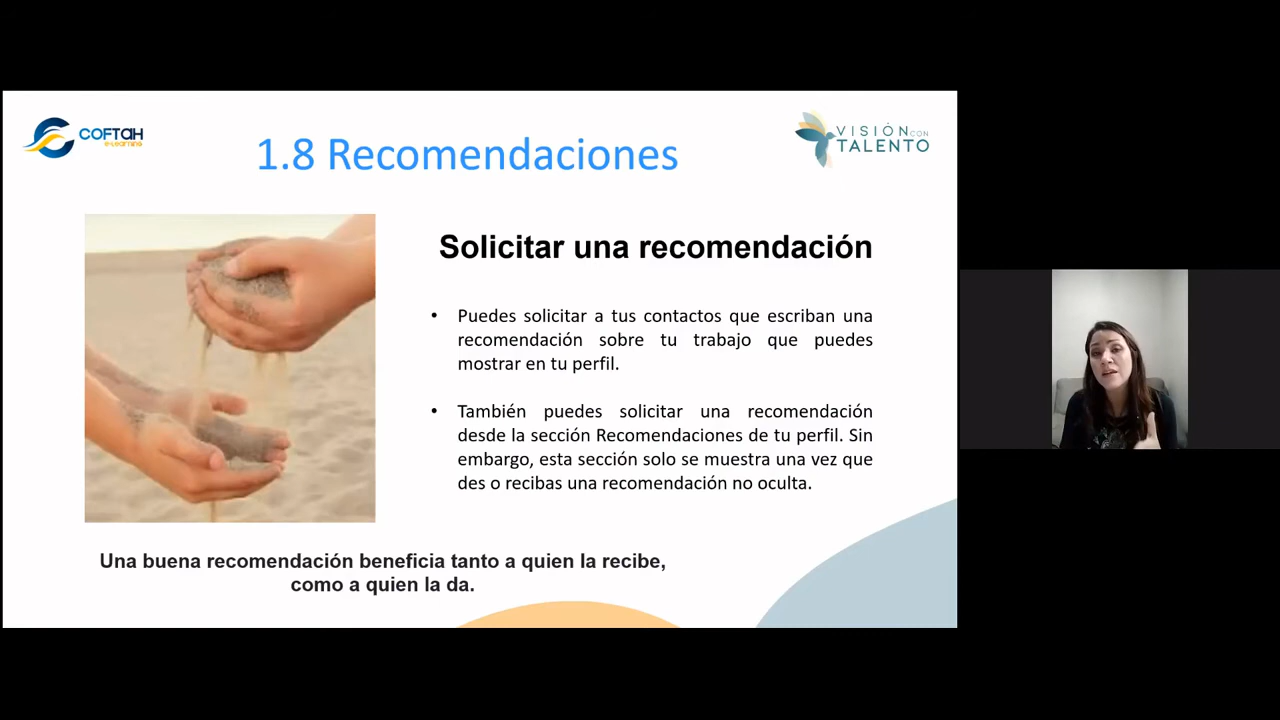 COFTAH
e-Learning
1.8 Recomendaciones
VISIÓN CON
TALENTO
Solicitar una recomendación
• Puedes solicitar a tus contactos que escriban una
recomendación sobre tu trabajo que puedes
mostrar en tu perfil.
• También puedes solicitar una recomendación
desde la sección Recomendaciones de tu perfil. Sin
embargo, esta sección solo se muestra una vez que
des o recibas una recomendación no oculta.
Una buena recomendación beneficia tanto a quien la recibe,
como a quien la da.